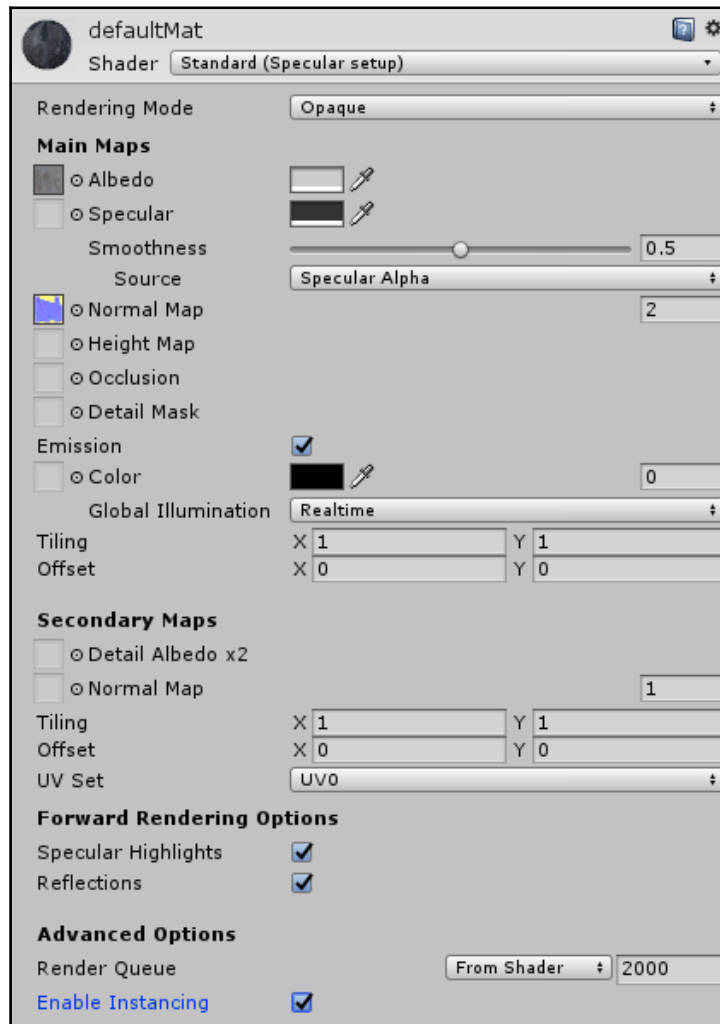 defaultMat
Shader Standard (Specular setup)
Rendering Mode Opaque
Main Maps
Albedo
Specular
Smoothness 0.5
Source Specular Alpha
Normal Map 2
Height Map
Occlusion
Detail Mask
Emission
Color 0
Global Illumination Realtime
Tiling X 1 Y 1
Offset X 0 Y 0
Secondary Maps
Detail Albedo x2
Normal Map 1
Tiling X 1 Y 1
Offset X 0 Y 0
UV Set UV0
Forward Rendering Options
Specular Highlights
Reflections
Advanced Options
Render Queue From Shader 2000
Enable Instancing